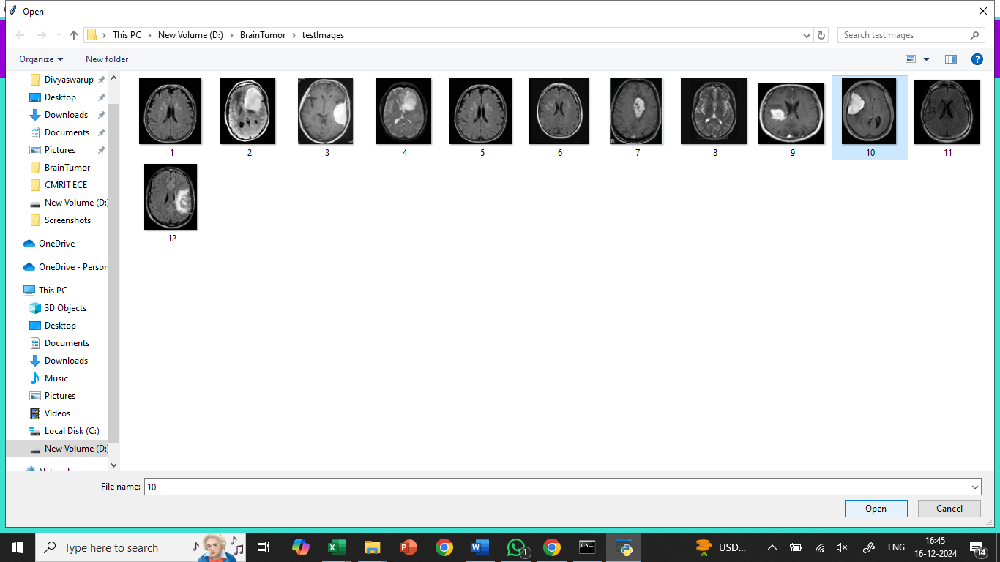 Open
This PC > New Volume (D:) > BrainTumor > testImages
Search testImages
Organize
New folder
Divyaswarup
Desktop
Downloads
Documents
Pictures
BrainTumor
CMRIT ECE
New Volume (D:
Screenshots
OneDrive
OneDrive - Person
This PC
3D Objects
Desktop
Documents
Downloads
Music
Pictures
Videos
Local Disk (C:)
New Volume (D:
Network
1 2 3 4 5 6 7 8 9 10 11
12
File name: 10
Open Cancel
Type here to search
1
USD...
ENG
16:45
16-12-2024
14